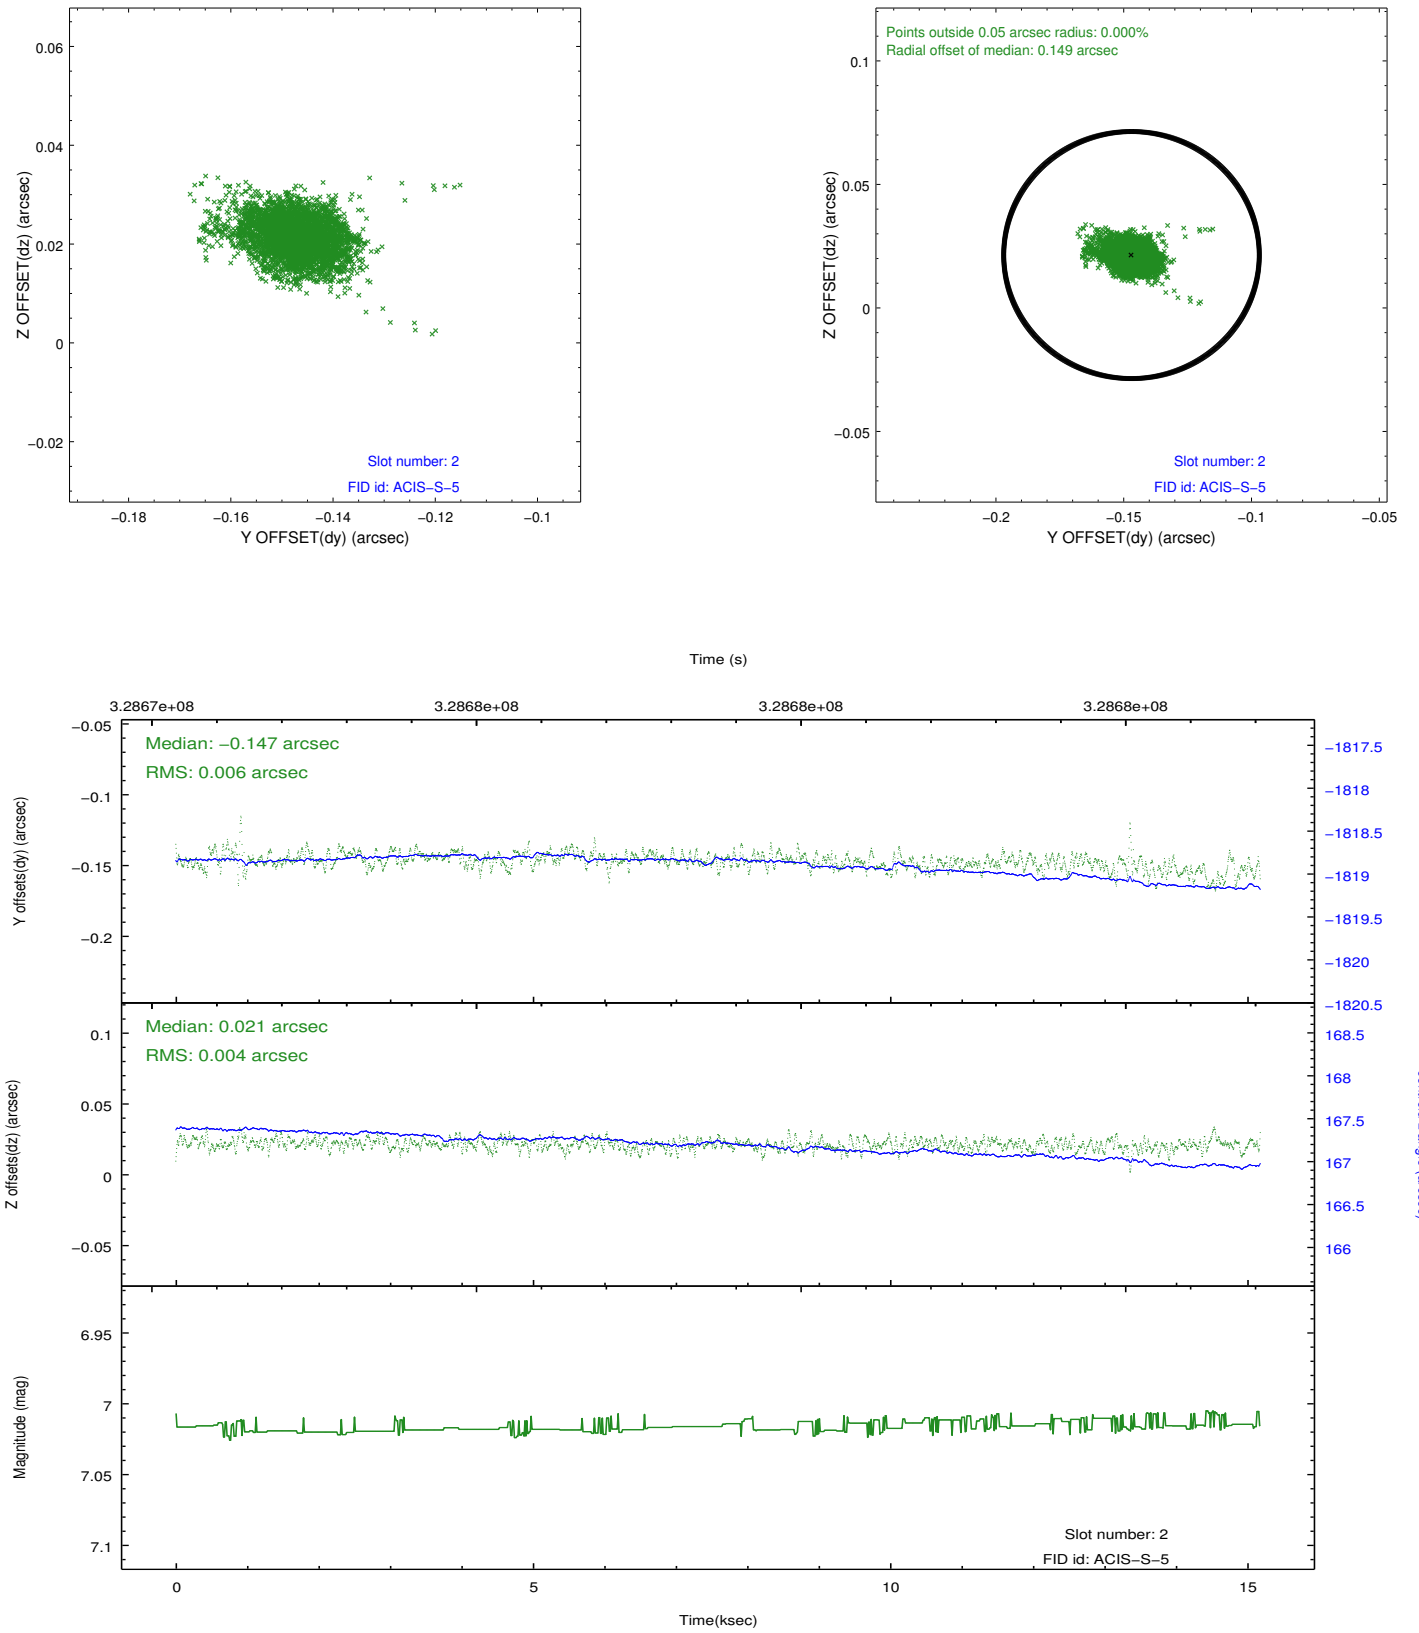 0.06
0.04
0.02
0
−0.02
Z OFFSET(dz) (arcsec)
Slot number: 2
FID id: ACIS−S−5
−0.18 −0.16 −0.14 −0.12 −0.1
Y OFFSET(dy) (arcsec)
Points outside 0.05 arcsec radius: 0.000%
Radial offset of median: 0.149 arcsec
0.1
0.05
0
−0.05
Z OFFSET(dz) (arcsec)
Slot number: 2
FID id: ACIS−S−5
−0.2 −0.15 −0.1 −0.05
Y OFFSET(dy) (arcsec)
Time (s)
3.2867e+08 3.2868e+08 3.2868e+08 3.2868e+08
Median: −0.147 arcsec
RMS: 0.006 arcsec
−0.05
−0.1
−0.15
−0.2
Y offsets(dy) (arcsec)
−1817.5
−1818
−1818.5
−1819
−1819.5
−1820
−1820.5
Median: 0.021 arcsec
RMS: 0.004 arcsec
0.1
0.05
0
−0.05
Z offsets(dz) (arcsec)
168.5
168
167.5
167
166.5
166
6.95
7
7.05
7.1
Magnitude (mag)
Slot number: 2
FID id: ACIS−S−5
0 5 10 15
Time(ksec)